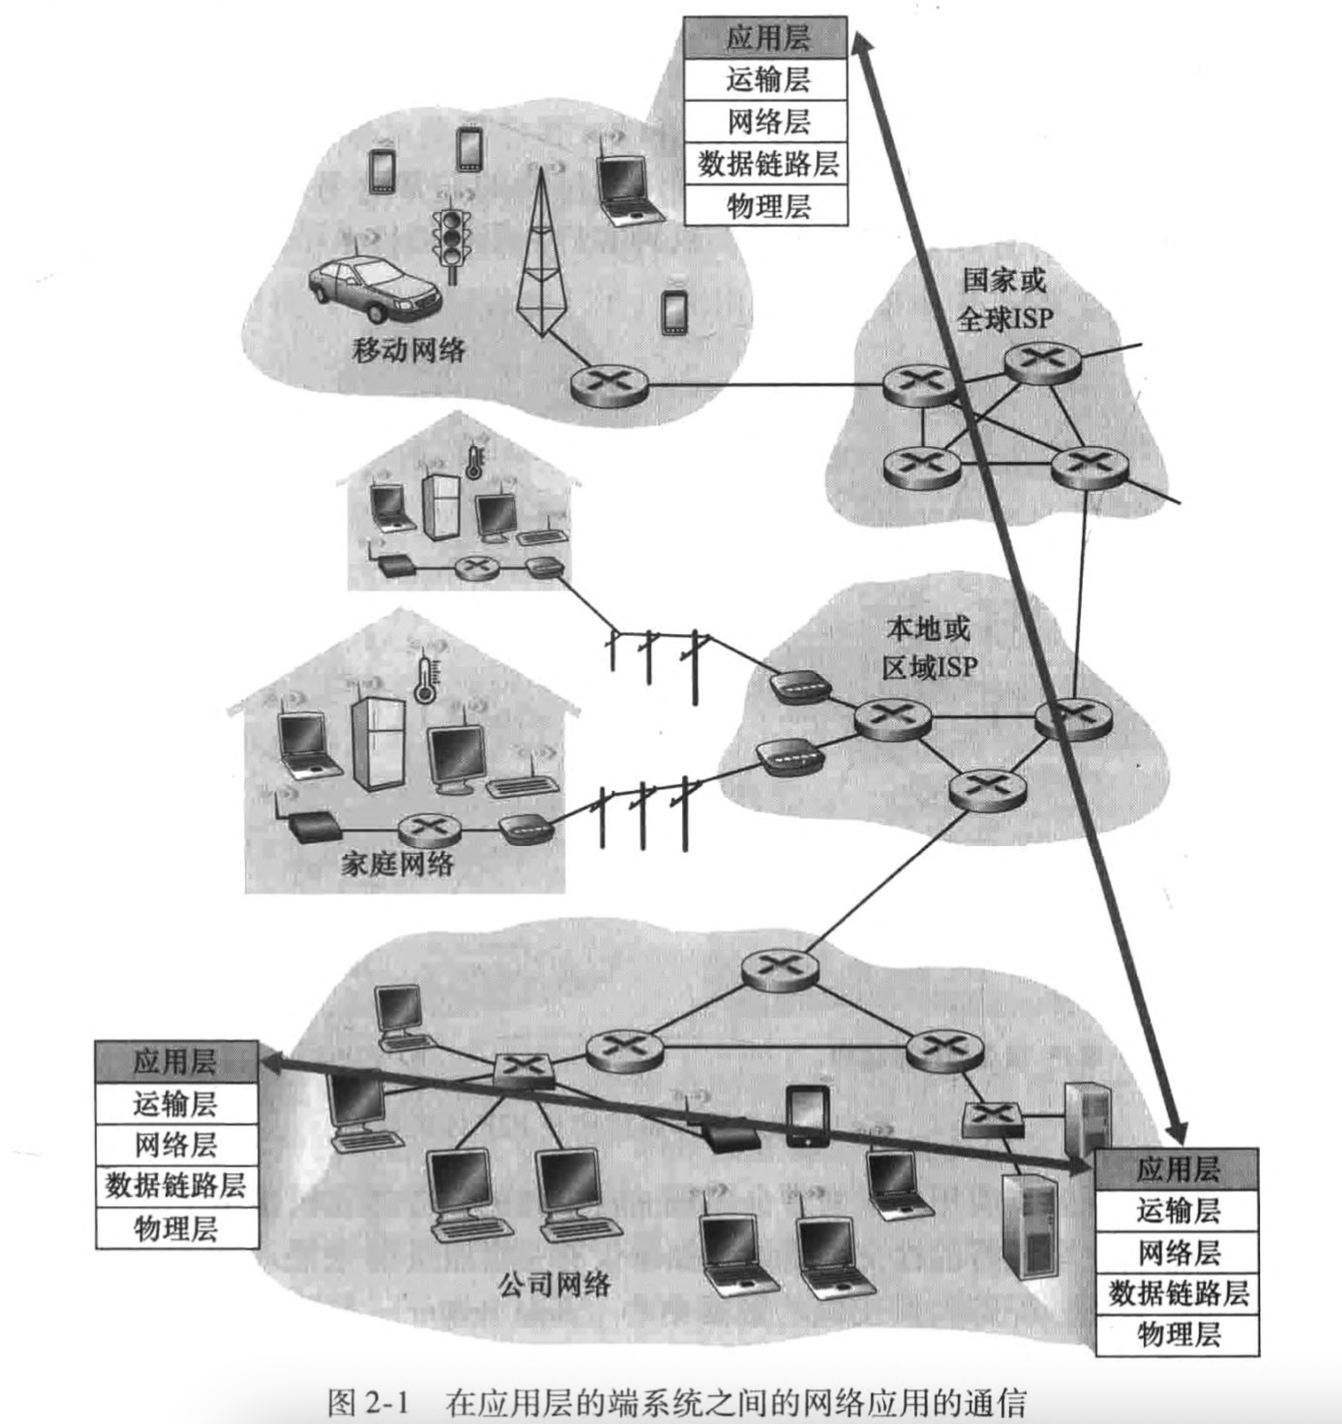 应用层
运输层
网络层
数据链路层
物理层
国家或
全球ISP
移动网络
本地或
区域ISP
家庭网络
应用层
运输层
网络层
数据链路层
物理层
应用层
运输层
网络层
数据链路层
物理层
公司网络
图 2-1 在应用层的端系统之间的网络应用的通信